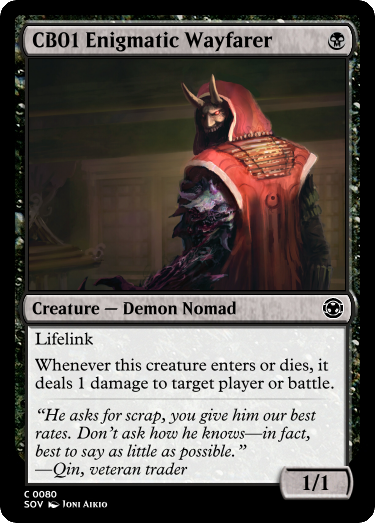 CB01 Enigmatic Wayfarer
Creature — Demon Nomad
Lifelink
Whenever this creature enters or dies, it
deals 1 damage to target player or battle.
“He asks for scrap, you give him our best
rates. Don’t ask how he knows—in fact,
best to say as little as possible.”
—Qin, veteran trader
1/1
C 0080
SOV Joni Aikio